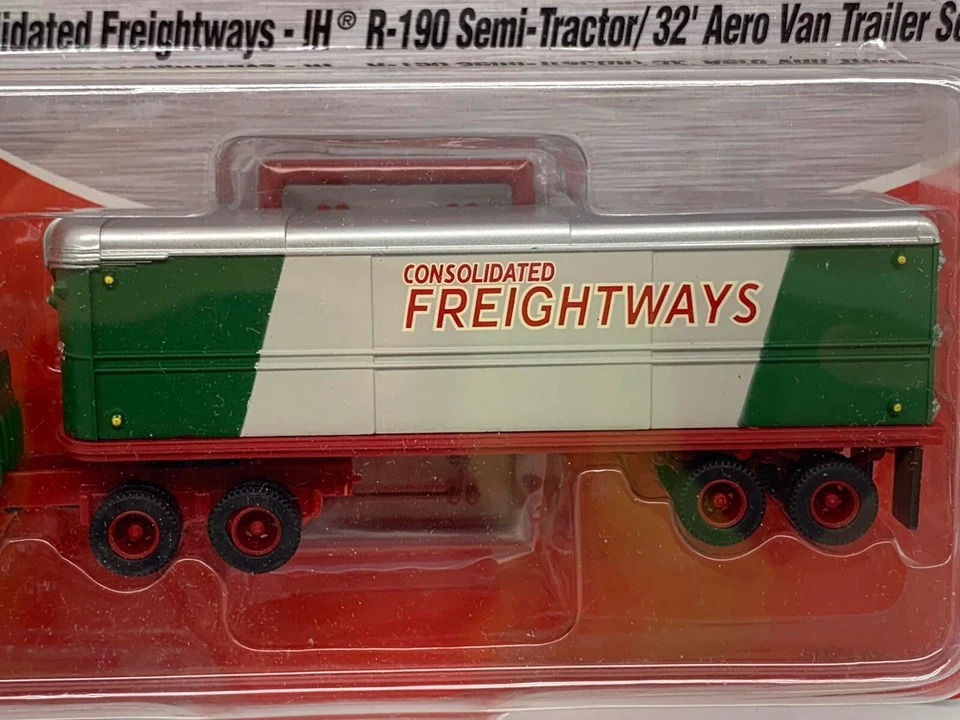 idated Freightways - IH® R-190 Semi-Tractor/ 32' Aero Van Trailer S
CONSOLIDATED
FREIGHTWAYS